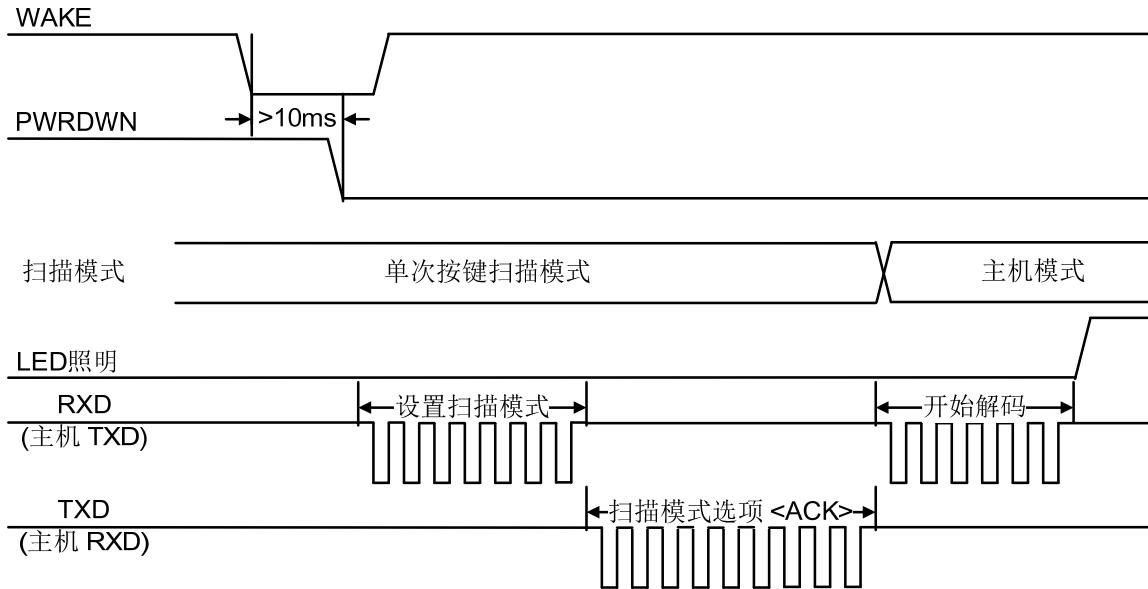 WAKE
>10ms
PWRDWN
扫描模式 单次按键扫描模式 主机模式
LED照明
RXD 设置扫描模式 开始解码
(主机 TXD)
TXD 扫描模式选项 <ACK>
(主机 RXD)